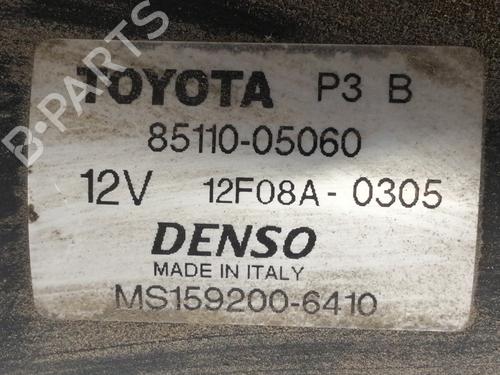 TOYOTA P3 B
85110-05060
12V 12F08A-0305
DENSO
MADE IN ITALY
MS159200-6410
B-PARTS